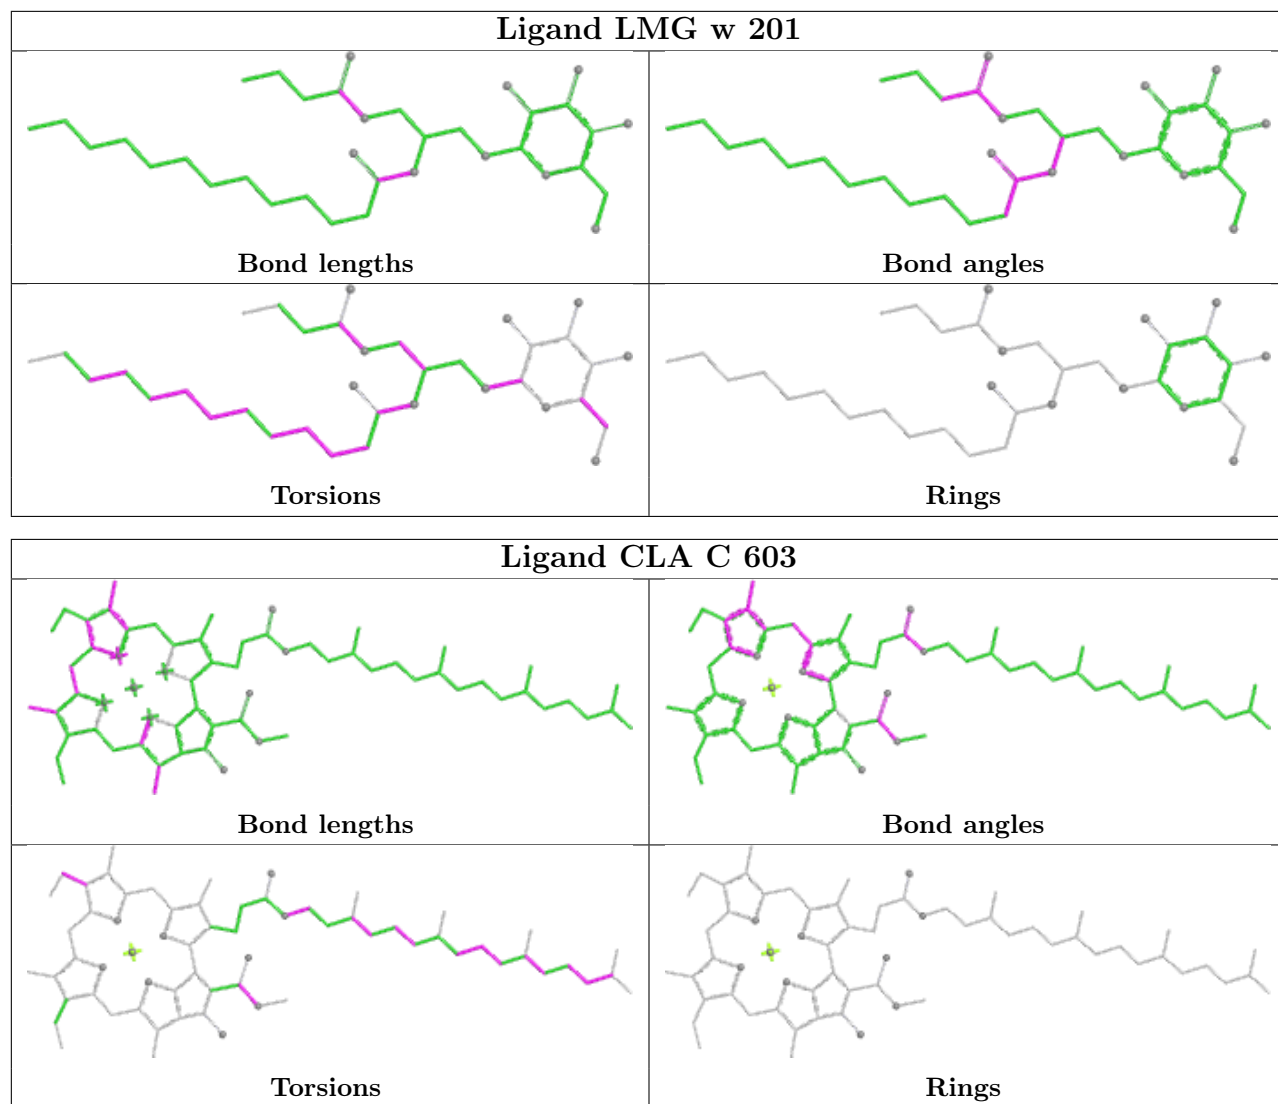 Ligand LMG w 201
Bond lengths
Bond angles
Torsions
Rings
Ligand CLA C 603
Bond lengths
Bond angles
Torsions
Rings